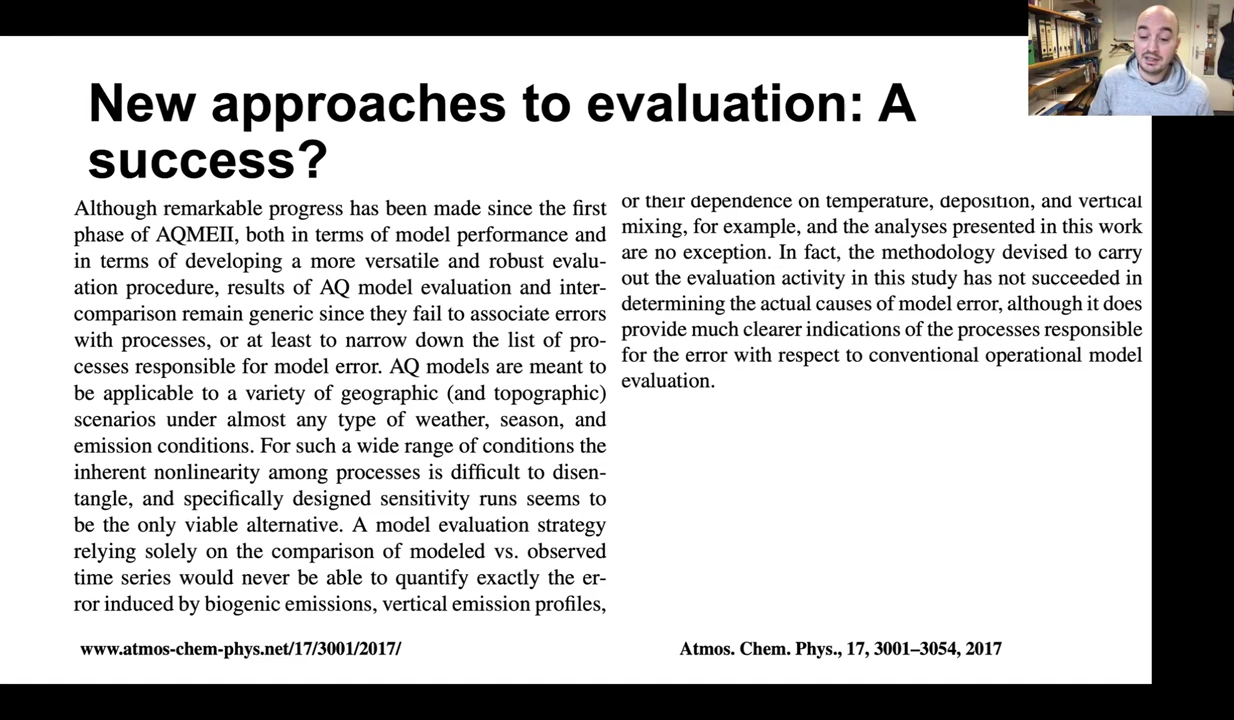 New approaches to evaluation: A
success?
Although remarkable progress has been made since the first
phase of AQMEII, both in terms of model performance and
in terms of developing a more versatile and robust evalu-
ation procedure, results of AQ model evaluation and inter-
comparison remain generic since they fail to associate errors
with processes, or at least to narrow down the list of pro-
cesses responsible for model error. AQ models are meant to
be applicable to a variety of geographic (and topographic)
scenarios under almost any type of weather, season, and
emission conditions. For such a wide range of conditions the
inherent nonlinearity among processes is difficult to disen-
tangle, and specifically designed sensitivity runs seems to
be the only viable alternative. A model evaluation strategy
relying solely on the comparison of modeled vs. observed
time series would never be able to quantify exactly the er-
ror induced by biogenic emissions, vertical emission profiles,
or their dependence on temperature, deposition, and vertical
mixing, for example, and the analyses presented in this work
are no exception. In fact, the methodology devised to carry
out the evaluation activity in this study has not succeeded in
determining the actual causes of model error, although it does
provide much clearer indications of the processes responsible
for the error with respect to conventional operational model
evaluation.
www.atmos-chem-phys.net/17/3001/2017/
Atmos. Chem. Phys., 17, 3001–3054, 2017